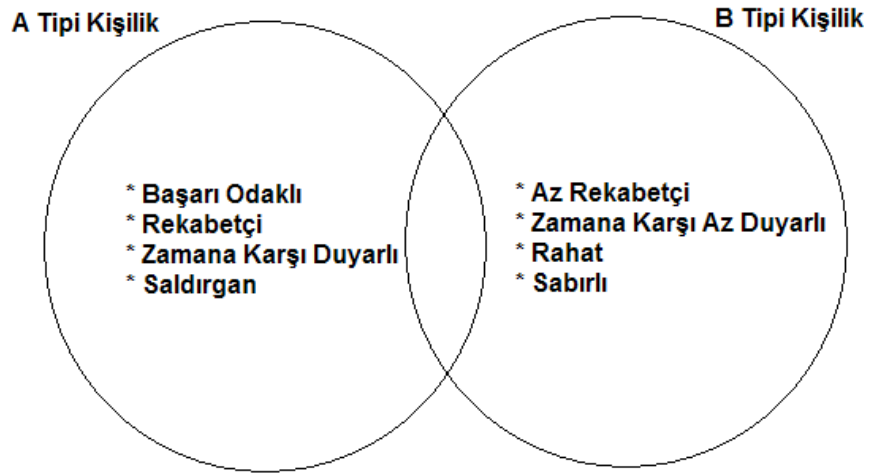 A Tipi Kişilik
B Tipi Kişilik
* Başarı Odaklı
* Rekabetçi
* Zamana Karşı Duyarlı
* Saldırgan
* Az Rekabetçi
* Zamana Karşı Az Duyarlı
* Rahat
* Sabırlı